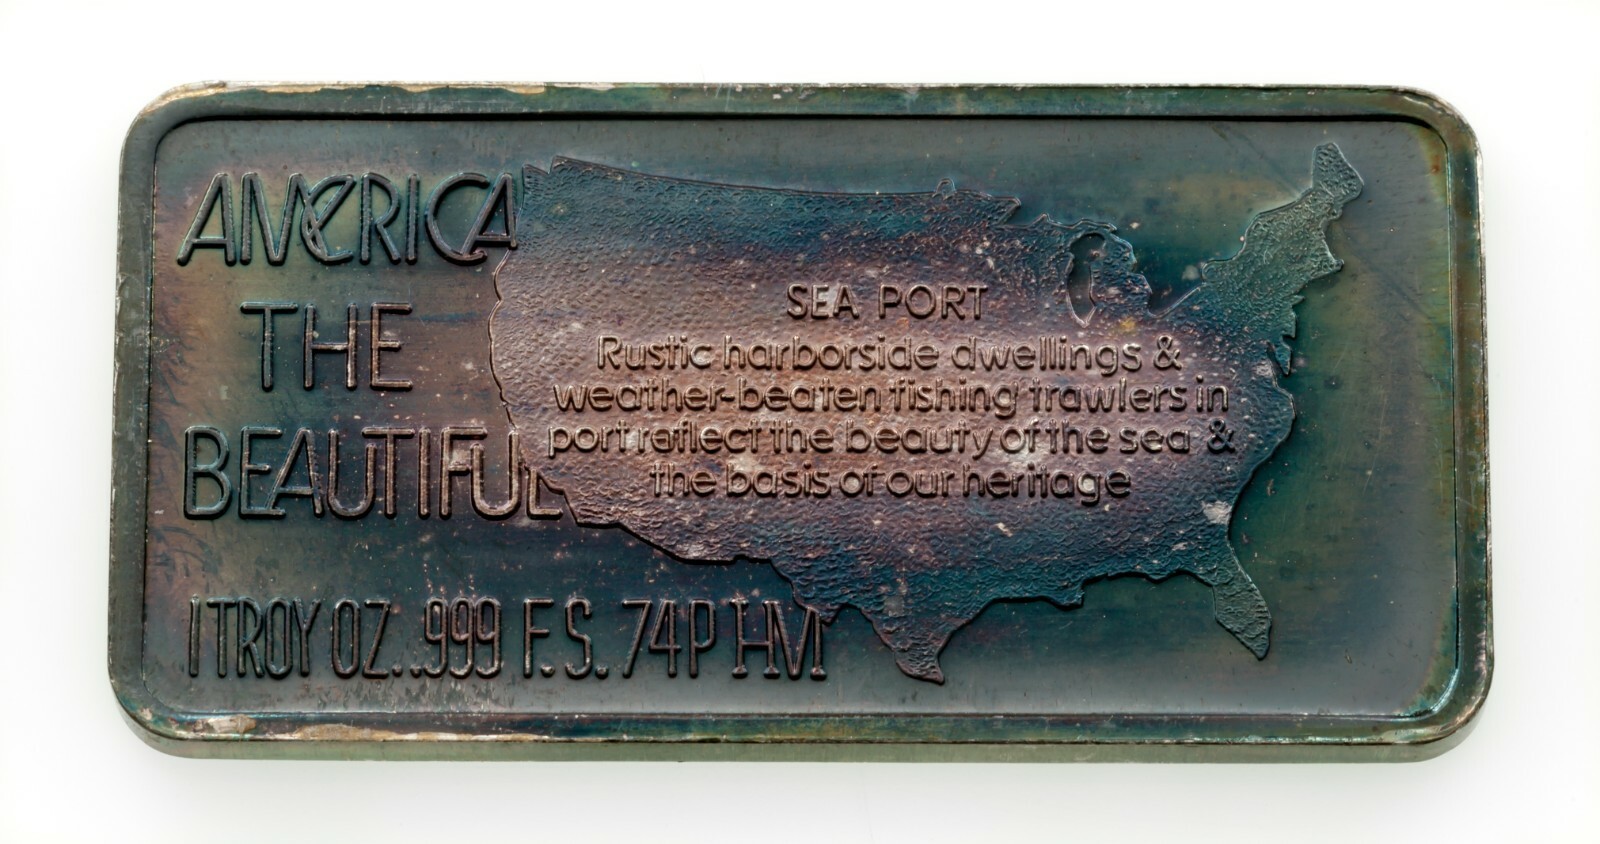 AMERICA
THE
BEAUTIFUL
SEA PORT
Rustic harborside dwellings &
weather-beaten fishing trawlers in
port reflect the beauty of the sea &
the basis of our heritage
1 TROY OZ. .999 F.S. 74P HM